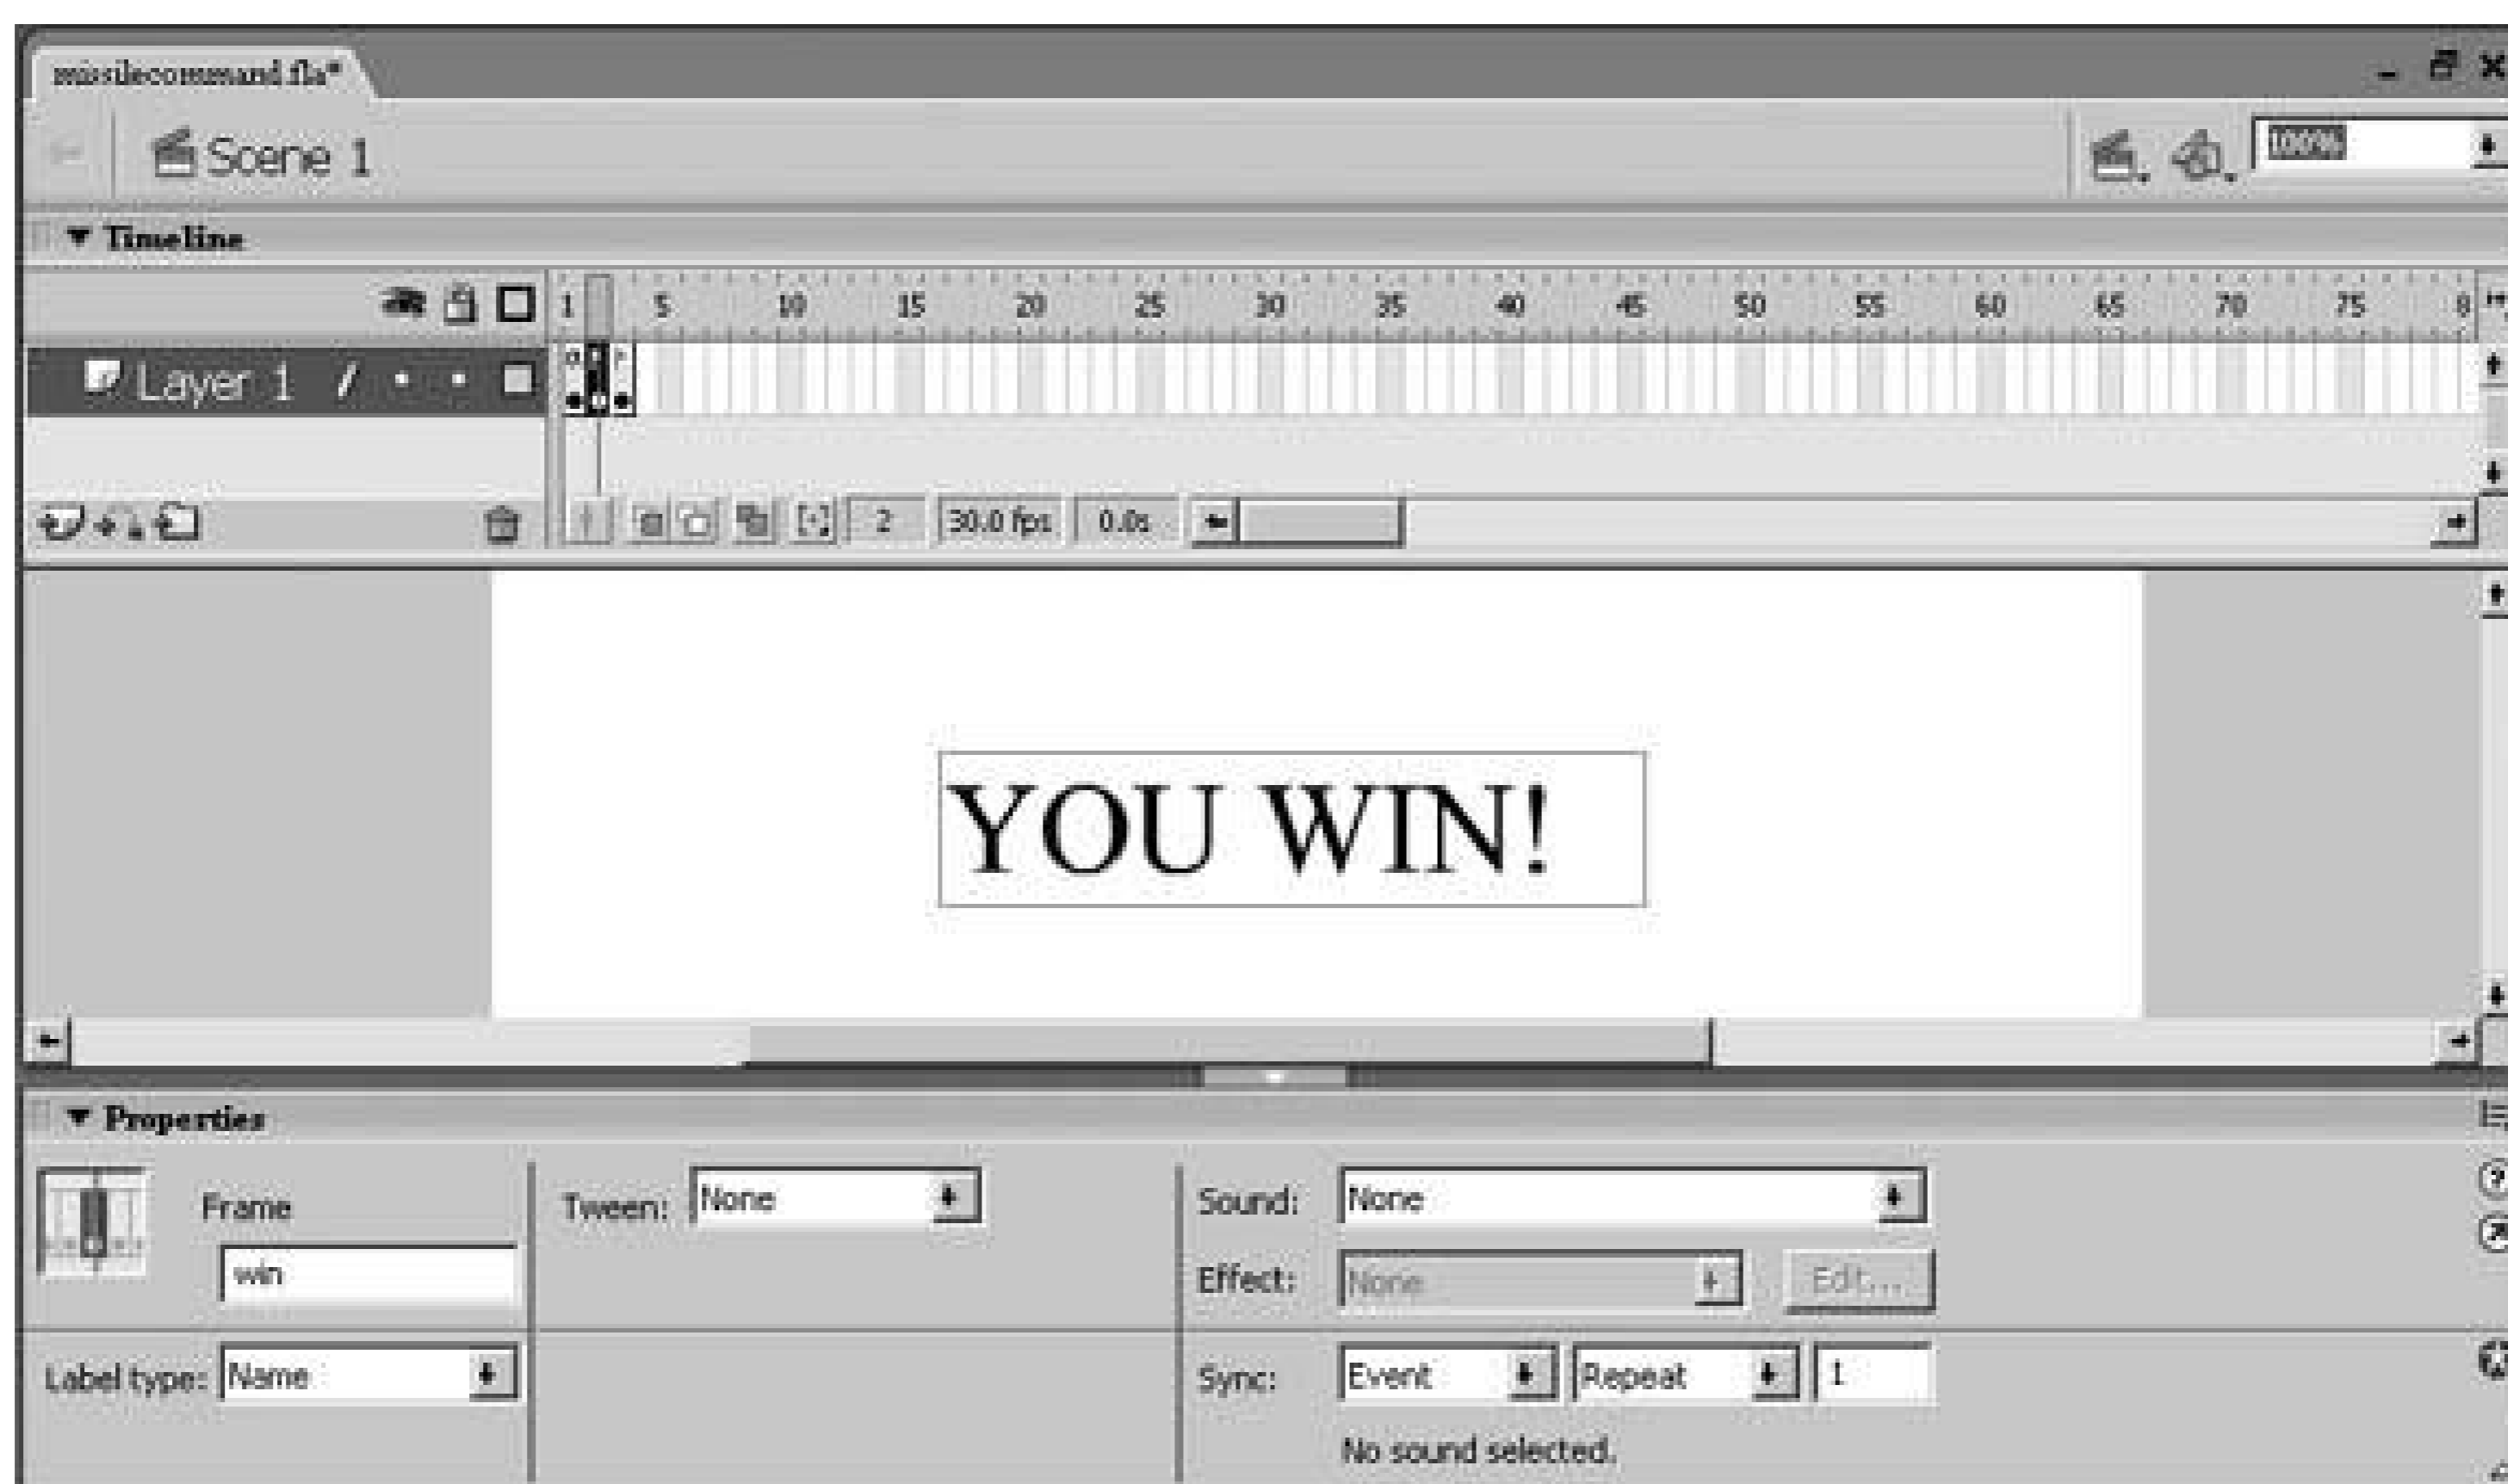 missilecommand.fla*
Scene 1
100%
Timeline
1 5 10 15 20 25 30 35 40 45 50 55 60 65 70 75 8
Layer 1
2 30.0 fps 0.0s
YOU WIN!
Properties
Frame
Tween: None
Sound: None
win
Effect: None Edit...
Label type: Name
Sync: Event Repeat 1
No sound selected.